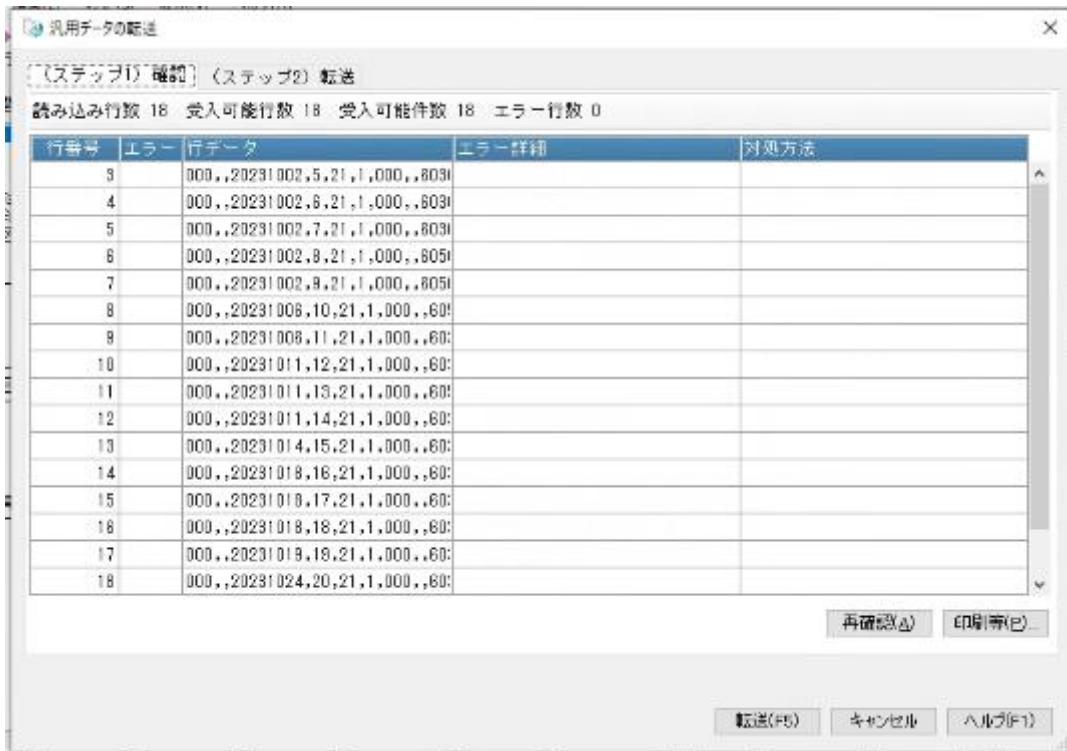 汎用データの転送
(ステップ1) 確認 (ステップ2) 転送
読み込み行数 18 受入可能行数 18 受入可能件数 18 エラー行数 0
行番号 エラー 行データ エラー詳細 対処方法
3 000,,20231002,5,21,1,000,,603
4 000,,20231002,6,21,1,000,,603
5 000,,20231002,7,21,1,000,,603
6 000,,20231002,8,21,1,000,,605
7 000,,20231002,9,21,1,000,,605
8 000,,20231006,10,21,1,000,,60
9 000,,20231006,11,21,1,000,,60
10 000,,20231011,12,21,1,000,,60
11 000,,20231011,13,21,1,000,,60
12 000,,20231011,14,21,1,000,,60
13 000,,20231014,15,21,1,000,,60
14 000,,20231018,16,21,1,000,,60
15 000,,20231018,17,21,1,000,,60
16 000,,20231018,18,21,1,000,,60
17 000,,20231019,19,21,1,000,,60
18 000,,20231024,20,21,1,000,,60
再確認(A) 印刷等(P)...
転送(F5) キャンセル ヘルプ(F1)